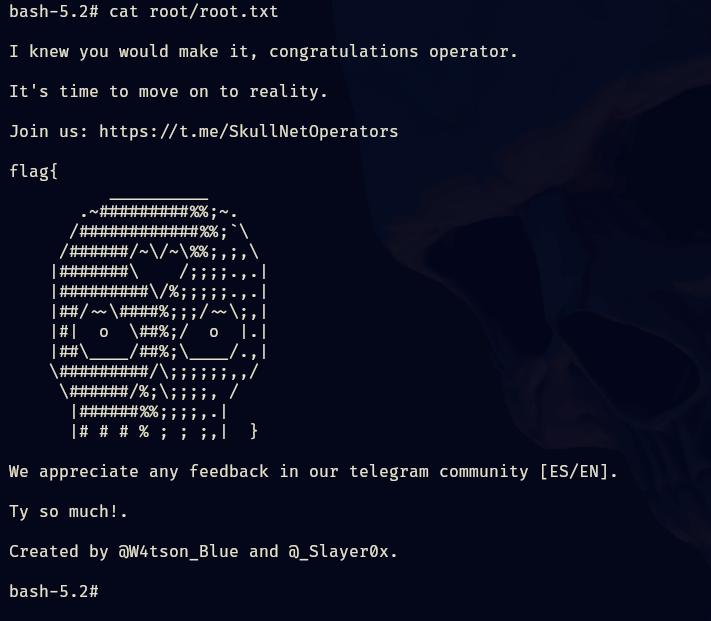 bash-5.2# cat root/root.txt
I knew you would make it, congratulations operator.
It's time to move on to reality.
Join us: https://t.me/SkullNetOperators
flag{
          __________
       .~#########%%;~.
      /############%%;`\
     /######/~\/~\%%;,;,\
    |#######\    /;;;;.,.|
    |#########\/%;;;;;.,.|
    |##/~~\####%;;;/~~\;,|
    |#|  o  \##%;/  o  |.|
    |##\____/##%;\____/.,|
    \#########/\;;;;;;,,/
     \######/%;\;;;;, /
      |######%%;;;;,.|
      |# # # % ; ; ;,|  }
We appreciate any feedback in our telegram community [ES/EN].
Ty so much!.
Created by @W4tson_Blue and @_Slayer0x.
bash-5.2#